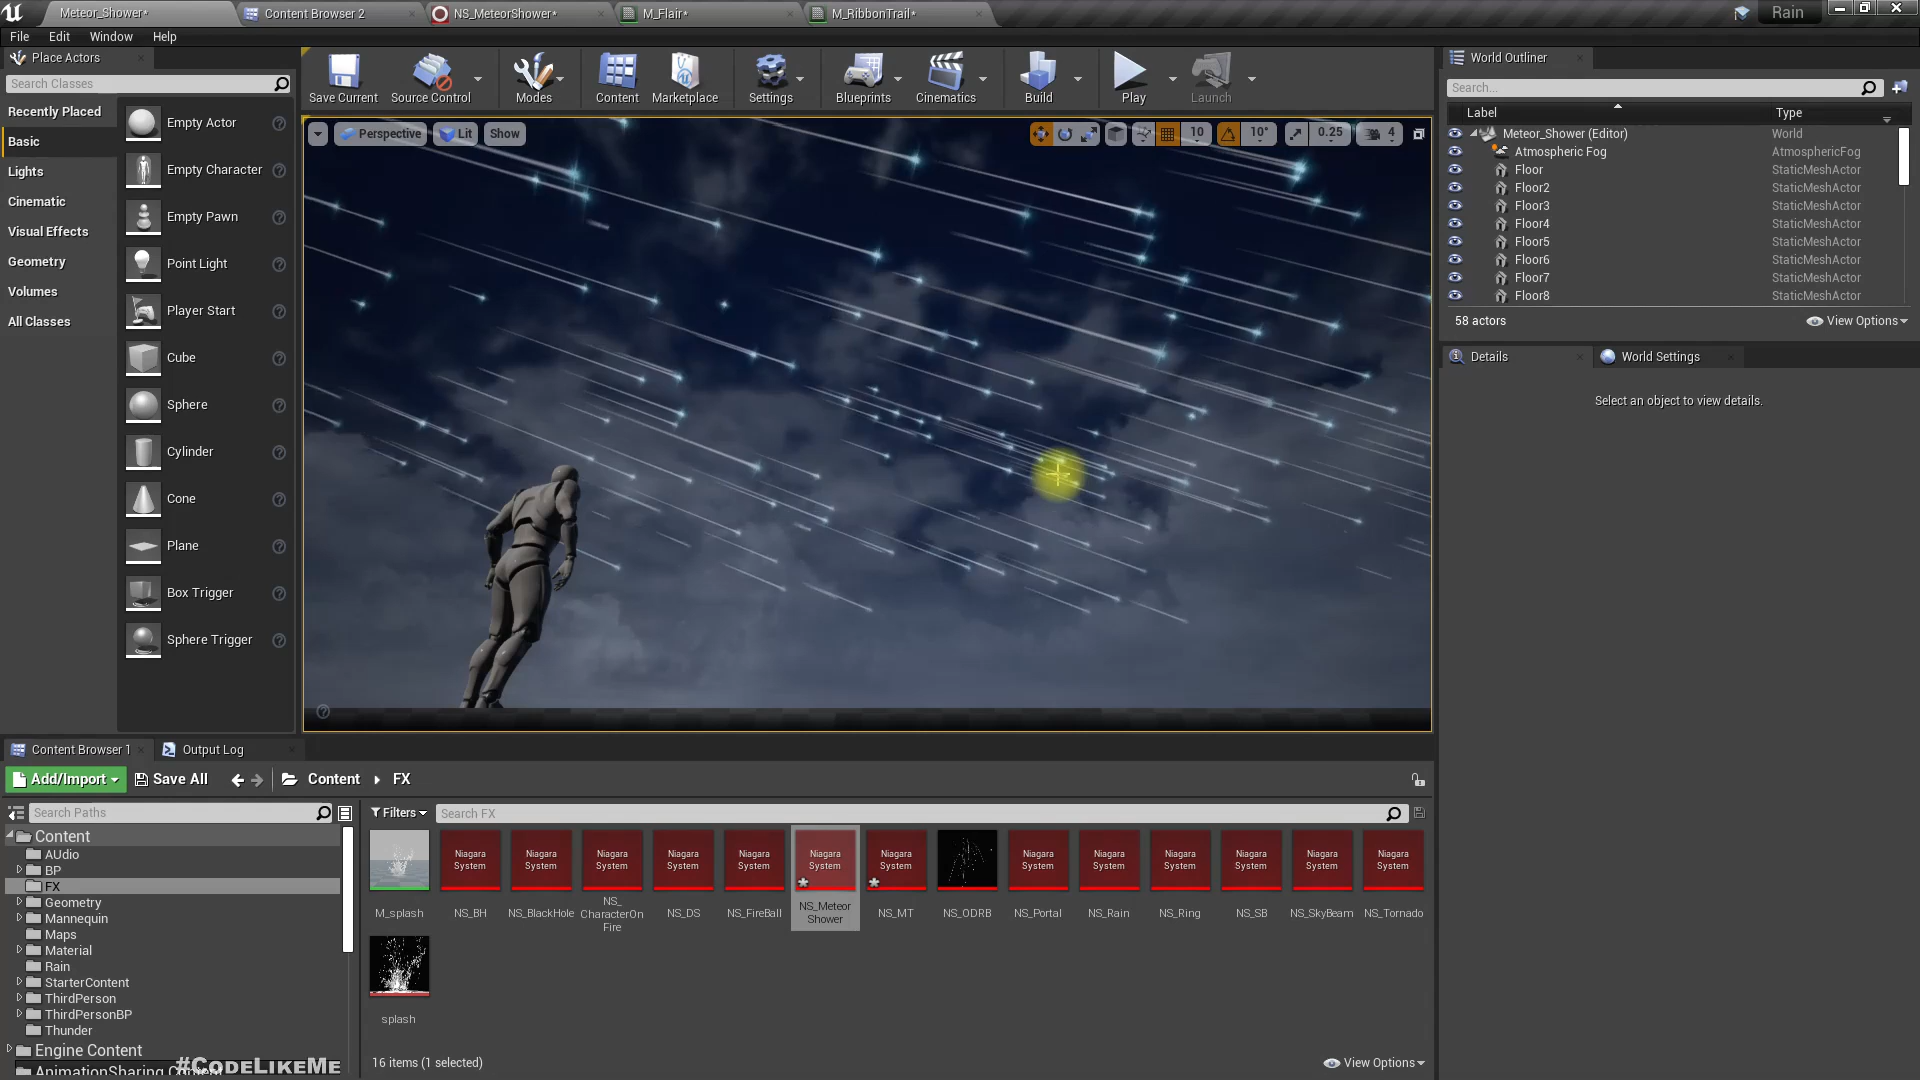 Meteor_Shower*
Content Browser 2
NS_MeteorShower*
M_Flair*
M_RibbonTrail*
Rain
File
Edit
Window
Help
Place Actors
Search Classes
Recently Placed
Basic
Lights
Cinematic
Visual Effects
Geometry
Volumes
All Classes
Empty Actor
Empty Character
Empty Pawn
Point Light
Player Start
Cube
Sphere
Cylinder
Cone
Plane
Box Trigger
Sphere Trigger
Save Current
Source Control
Modes
Content
Marketplace
Settings
Blueprints
Cinematics
Build
Play
Launch
Perspective
Lit
Show
10
10°
0.25
4
World Outliner
Search...
Label
Type
Meteor_Shower (Editor)
World
Atmospheric Fog
AtmosphericFog
Floor
StaticMeshActor
Floor2
StaticMeshActor
Floor3
StaticMeshActor
Floor4
StaticMeshActor
Floor5
StaticMeshActor
Floor6
StaticMeshActor
Floor7
StaticMeshActor
Floor8
StaticMeshActor
58 actors
View Options
Details
World Settings
Select an object to view details.
Content Browser 1
Output Log
Add/Import
Save All
Content
FX
Search Paths
Filters
Search FX
Content
AUdio
BP
FX
Geometry
Mannequin
Maps
Material
Rain
StarterContent
ThirdPerson
ThirdPersonBP
Thunder
Engine Content
AnimationSharing Content
#CodeLikeMe
Niagara
System
Niagara
System
Niagara
System
Niagara
System
Niagara
System
Niagara
System
Niagara
System
Niagara
System
Niagara
System
Niagara
System
Niagara
System
Niagara
System
Niagara
System
M_splash
NS_BH
NS_BlackHole
NS_
CharacterOn
Fire
NS_DS
NS_FireBall
NS_Meteor
Shower
NS_MT
NS_ODRB
NS_Portal
NS_Rain
NS_Ring
NS_SB
NS_SkyBeam
NS_Tornado
splash
16 items (1 selected)
View Options